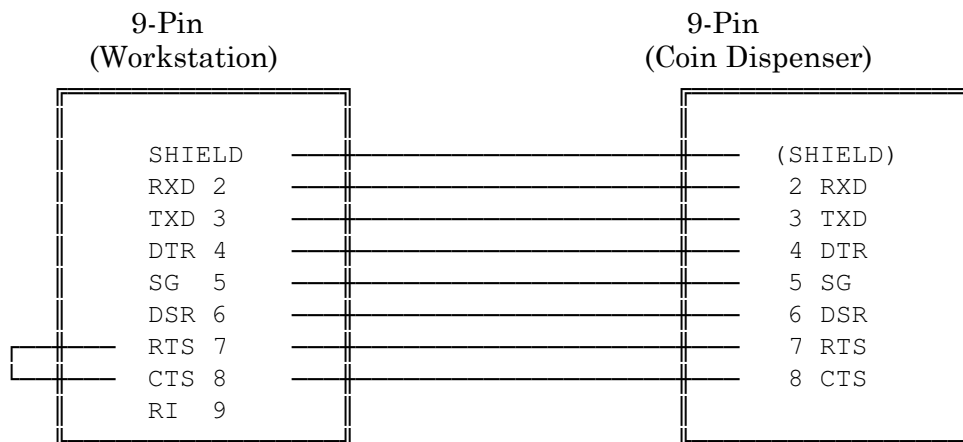 9-Pin 9-Pin
(Workstation) (Coin Dispenser)
SHIELD (SHIELD)
RXD 2 2 RXD
TXD 3 3 TXD
DTR 4 4 DTR
SG 5 5 SG
DSR 6 6 DSR
RTS 7 7 RTS
CTS 8 8 CTS
RI 9